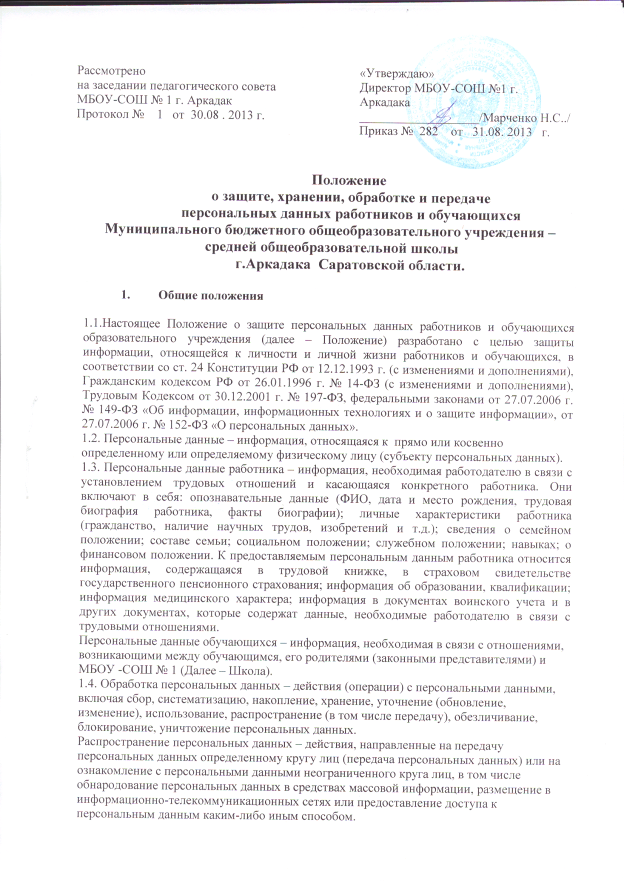 Рассмотрено
на заседании педагогического совета
МБОУ-СОШ № 1 г. Аркадак
Протокол № 1 от 30.08 . 2013 г.
«Утверждаю»
Директор МБОУ-СОШ №1 г.
Аркадака
____________________/Марченко Н.С../
Приказ № 282 от 31.08. 2013 г.
Положение
о защите, хранении, обработке и передаче
персональных данных работников и обучающихся
Муниципального бюджетного общеобразовательного учреждения –
средней общеобразовательной школы
г.Аркадака Саратовской области.
1. Общие положения
1.1.Настоящее Положение о защите персональных данных работников и обучающихся
образовательного учреждения (далее – Положение) разработано с целью защиты
информации, относящейся к личности и личной жизни работников и обучающихся, в
соответствии со ст. 24 Конституции РФ от 12.12.1993 г. (с изменениями и дополнениями),
Гражданским кодексом РФ от 26.01.1996 г. № 14-ФЗ (с изменениями и дополнениями),
Трудовым Кодексом от 30.12.2001 г. № 197-ФЗ, федеральными законами от 27.07.2006 г.
№ 149-ФЗ «Об информации, информационных технологиях и о защите информации», от
27.07.2006 г. № 152-ФЗ «О персональных данных».
1.2. Персональные данные – информация, относящаяся к прямо или косвенно
определенному или определяемому физическому лицу (субъекту персональных данных).
1.3. Персональные данные работника – информация, необходимая работодателю в связи с
установлением трудовых отношений и касающаяся конкретного работника. Они
включают в себя: опознавательные данные (ФИО, дата и место рождения, трудовая
биография работника, факты биографии); личные характеристики работника
(гражданство, наличие научных трудов, изобретений и т.д.); сведения о семейном
положении; составе семьи; социальном положении; служебном положении; навыках; о
финансовом положении. К предоставляемым персональным данным работника относится
информация, содержащаяся в трудовой книжке, в страховом свидетельстве
государственного пенсионного страхования; информация об образовании, квалификации;
информация медицинского характера; информация в документах воинского учета и в
других документах, которые содержат данные, необходимые работодателю в связи с
трудовыми отношениями.
Персональные данные обучающихся – информация, необходимая в связи с отношениями,
возникающими между обучающимся, его родителями (законными представителями) и
МБОУ -СОШ № 1 (Далее – Школа).
1.4. Обработка персональных данных – действия (операции) с персональными данными,
включая сбор, систематизацию, накопление, хранение, уточнение (обновление,
изменение), использование, распространение (в том числе передачу), обезличивание,
блокирование, уничтожение персональных данных.
Распространение персональных данных – действия, направленные на передачу
персональных данных определенному кругу лиц (передача персональных данных) или на
ознакомление с персональными данными неограниченного круга лиц, в том числе
обнародование персональных данных в средствах массовой информации, размещение в
информационно-телекоммуникационных сетях или предоставление доступа к
персональным данным каким-либо иным способом.